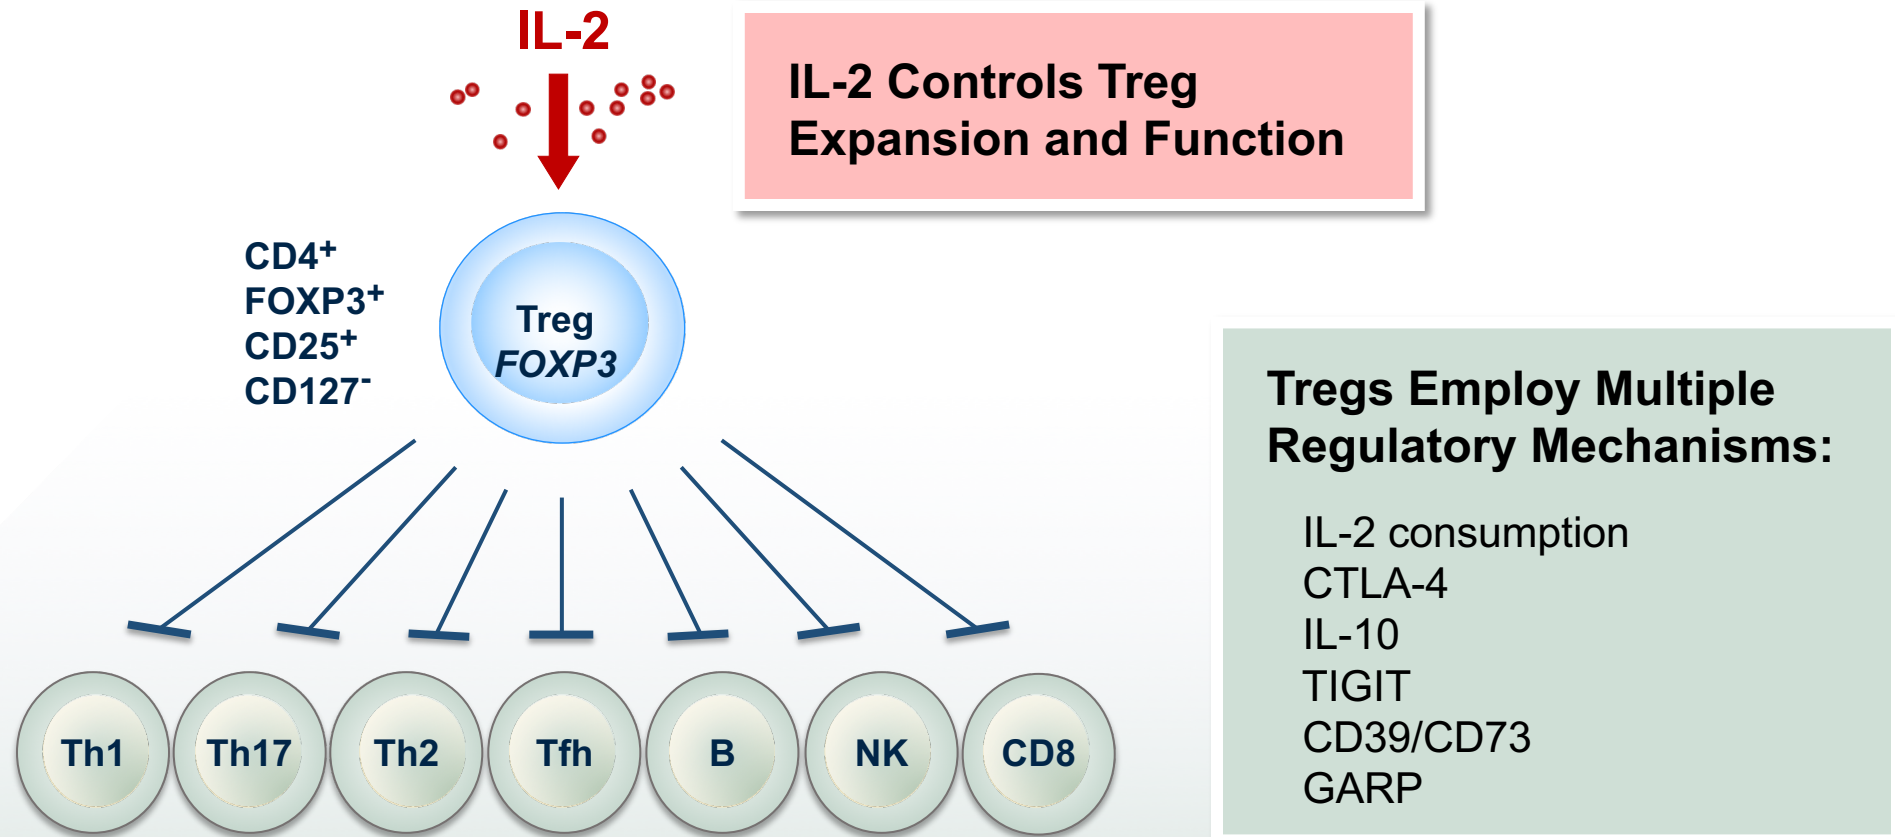 IL-2
IL-2 Controls Treg
Expansion and Function
CD4⁺
FOXP3⁺
CD25⁺
CD127⁻
Treg
FOXP3
Tregs Employ Multiple
Regulatory Mechanisms:
IL-2 consumption
CTLA-4
IL-10
TIGIT
CD39/CD73
GARP
Th1
Th17
Th2
Tfh
B
NK
CD8